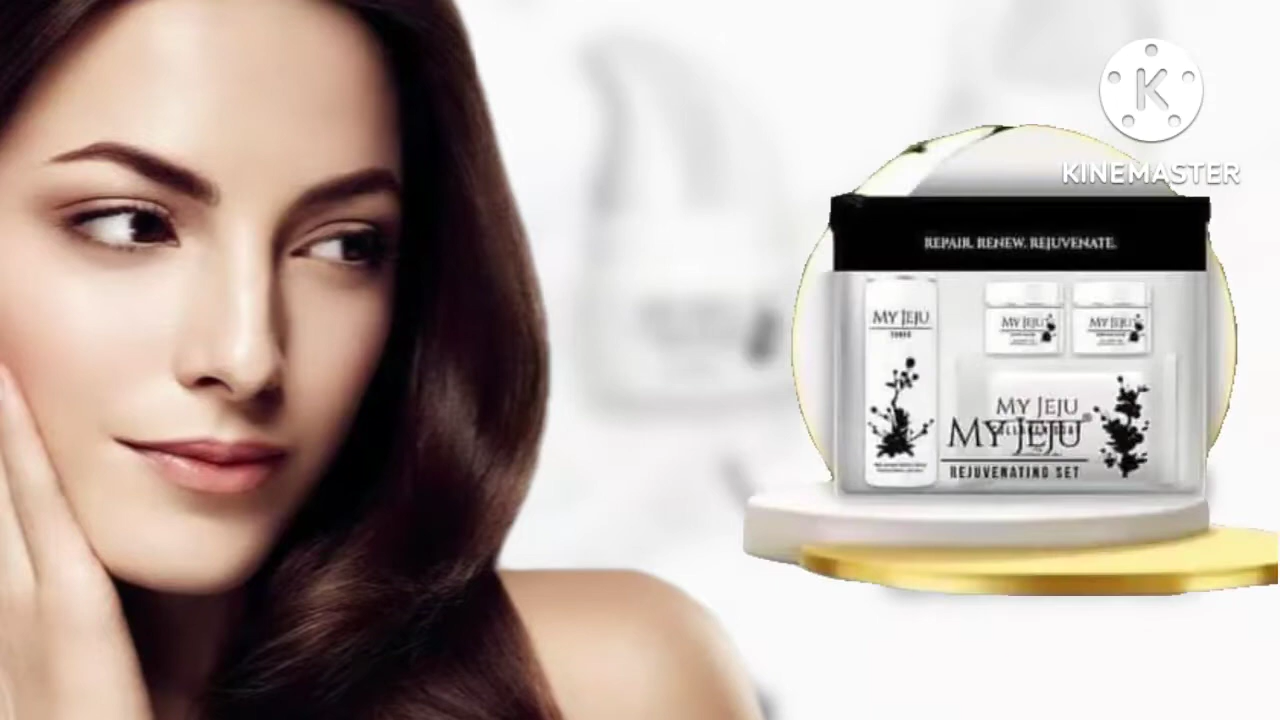 KINEMASTER
REPAIR. RENEW. REJUVENATE.
MY JEJU
TONER
MY JEJU
MY JEJU
MY JEJU
MY JEJU®
REJUVENATING SET